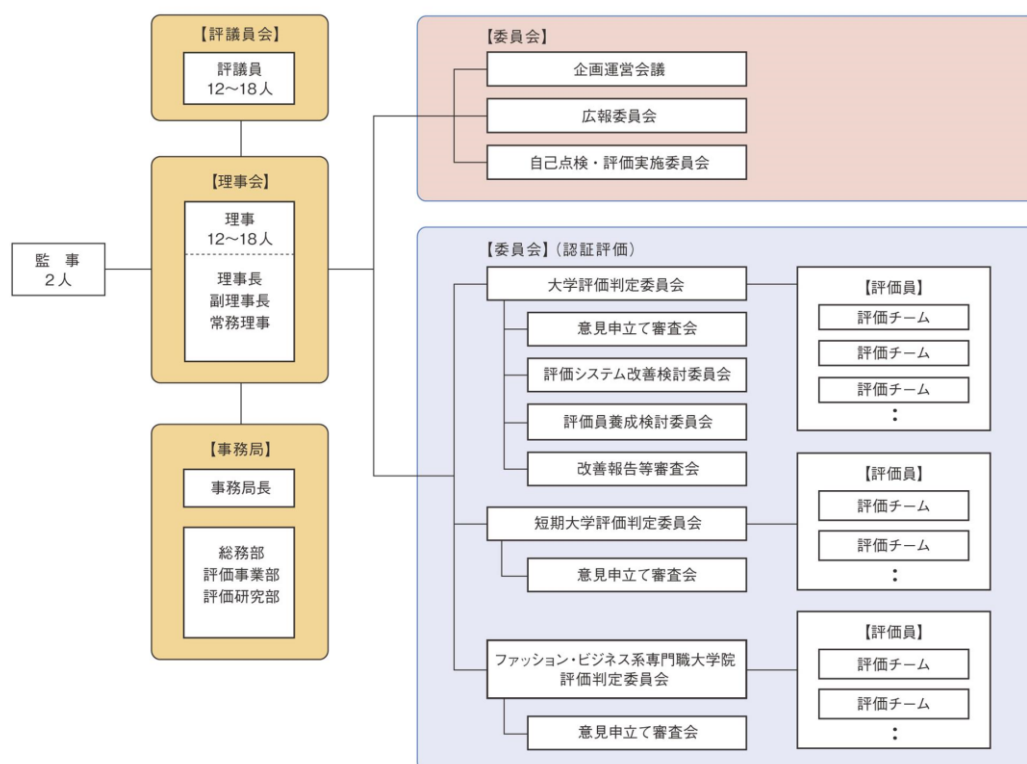 【評議員会】
評議員
12〜18人
【理事会】
理事
12〜18人
理事長
副理事長
常務理事
監　事
2人
【事務局】
事務局長
総務部
評価事業部
評価研究部
【委員会】
企画運営会議
広報委員会
自己点検・評価実施委員会
【委員会】（認証評価）
大学評価判定委員会
意見申立て審査会
評価システム改善検討委員会
評価員養成検討委員会
改善報告等審査会
【評価員】
評価チーム
評価チーム
評価チーム
：
短期大学評価判定委員会
意見申立て審査会
【評価員】
評価チーム
評価チーム
：
ファッション・ビジネス系専門職大学院
評価判定委員会
意見申立て審査会
【評価員】
評価チーム
評価チーム
：